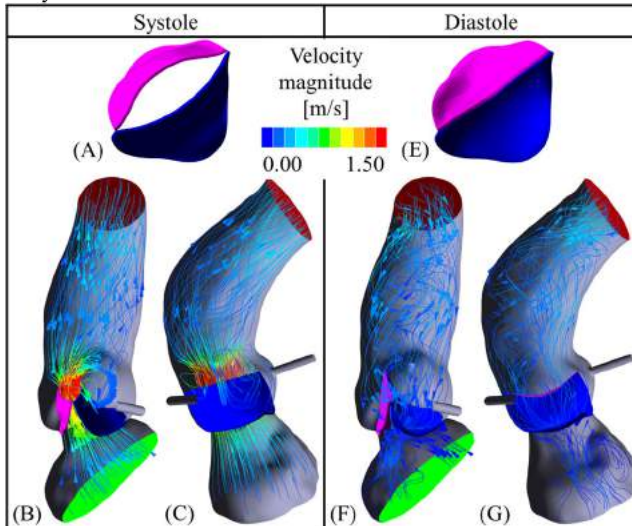 Systole
Diastole
Velocity
magnitude
[m/s]
0.00 1.50
(A)
(E)
(B)
(C)
(F)
(G)